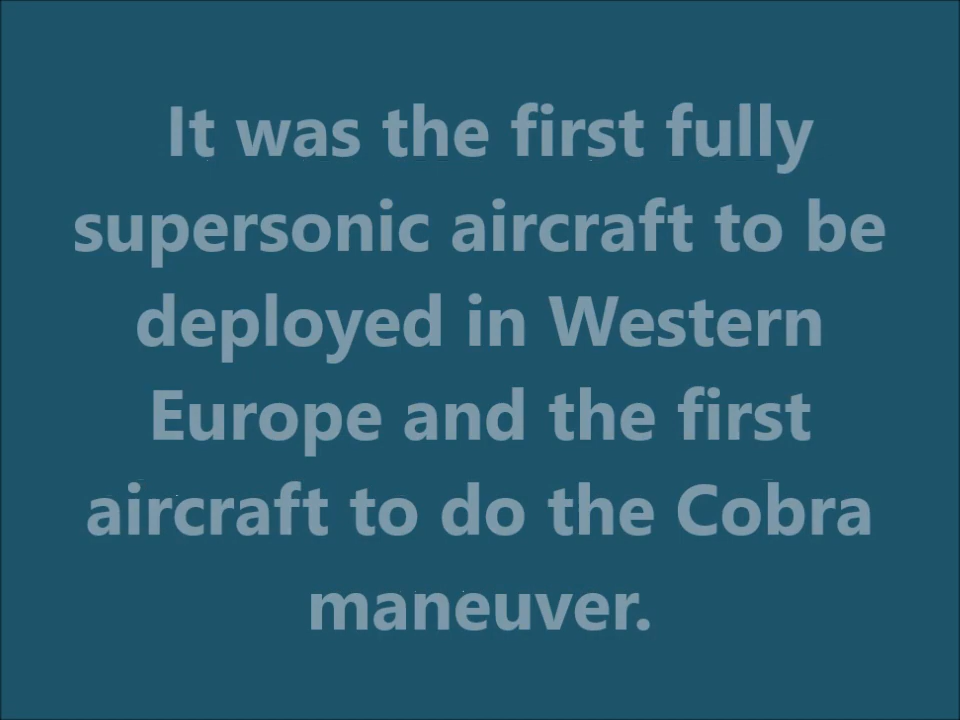 It was the first fully
supersonic aircraft to be
deployed in Western
Europe and the first
aircraft to do the Cobra
maneuver.